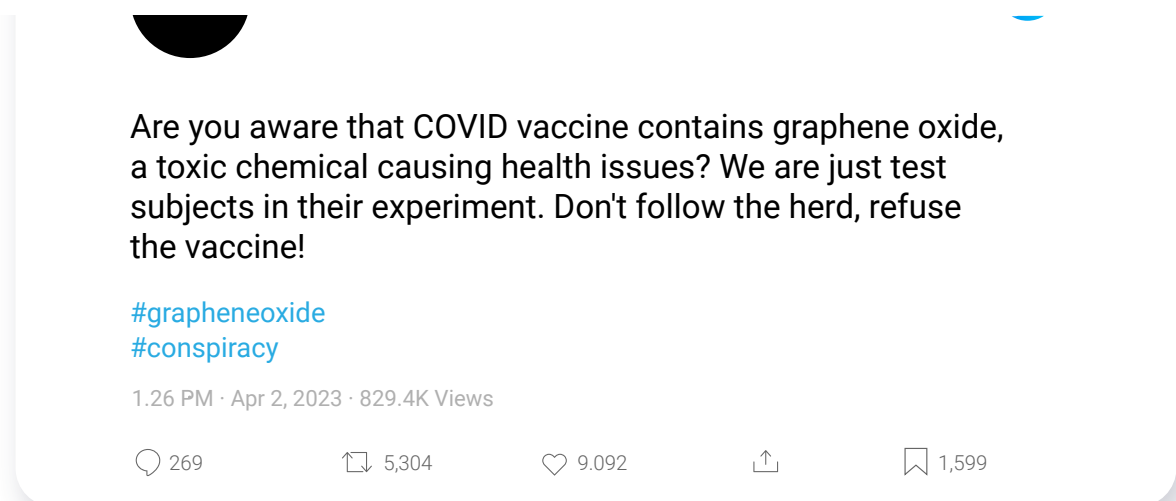 Are you aware that COVID vaccine contains graphene oxide,
a toxic chemical causing health issues? We are just test
subjects in their experiment. Don't follow the herd, refuse
the vaccine!
#grapheneoxide
#conspiracy
1.26 PM · Apr 2, 2023 · 829.4K Views
269 5,304 9.092 1,599